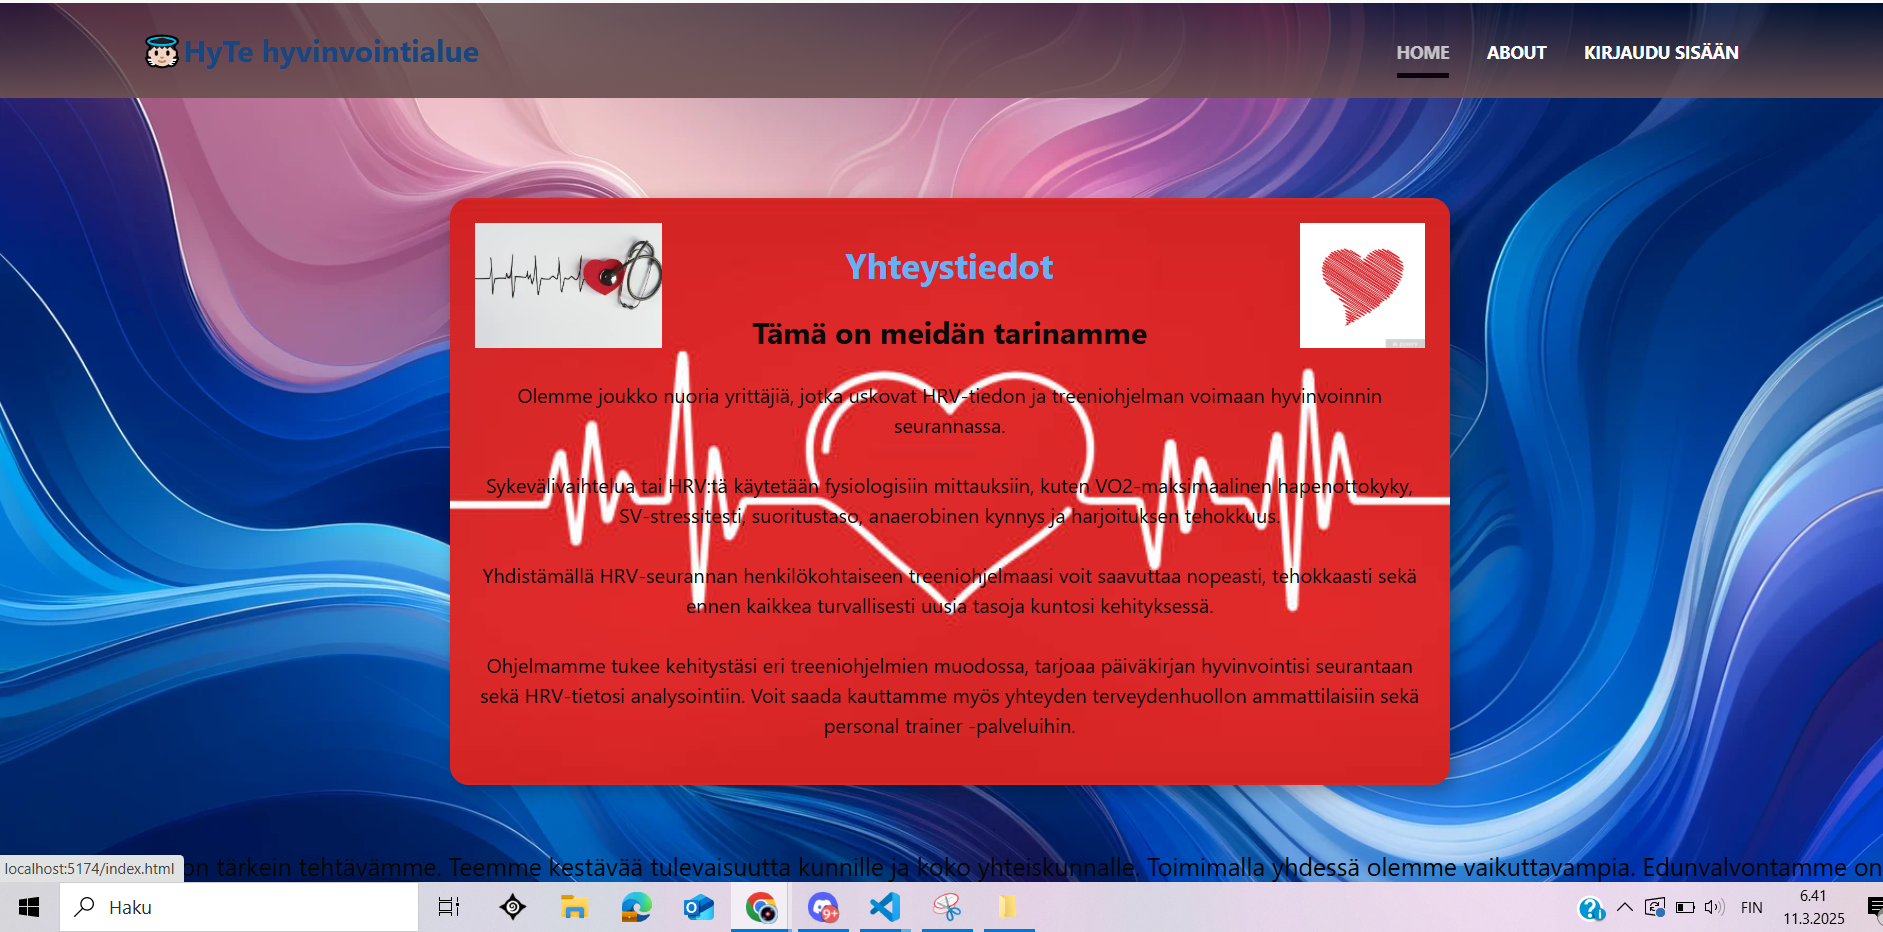 HyTe hyvinvointialue
HOME ABOUT KIRJAUDU SISÄÄN
Yhteystiedot
Tämä on meidän tarinamme
Olemme joukko nuoria yrittäjiä, jotka uskovat HRV-tiedon ja treeniohjelman voimaan hyvinvoinnin
seurannassa.
Sykevälivaihtelua tai HRV:tä käytetään fysiologisiin mittauksiin, kuten VO2-maksimaalinen hapenottokyky,
SV-stressitesti, suoritustaso, anaerobinen kynnys ja harjoituksen tehokkuus.
Yhdistämällä HRV-seurannan henkilökohtaiseen treeniohjelmaasi voit saavuttaa nopeasti, tehokkaasti sekä
ennen kaikkea turvallisesti uusia tasoja kuntosi kehityksessä.
Ohjelmamme tukee kehitystäsi eri treeniohjelmien muodossa, tarjoaa päiväkirjan hyvinvointisi seurantaan
sekä HRV-tietosi analysointiin. Voit saada kauttamme myös yhteyden terveydenhuollon ammattilaisiin sekä
personal trainer -palveluihin.
on tärkein tehtävämme. Teemme kestävää tulevaisuutta kunnille ja koko yhteiskunnalle. Toimimalla yhdessä olemme vaikuttavampia. Edunvalvontamme on
localhost:5174/index.html
Haku
9+
FIN
6.41
11.3.2025